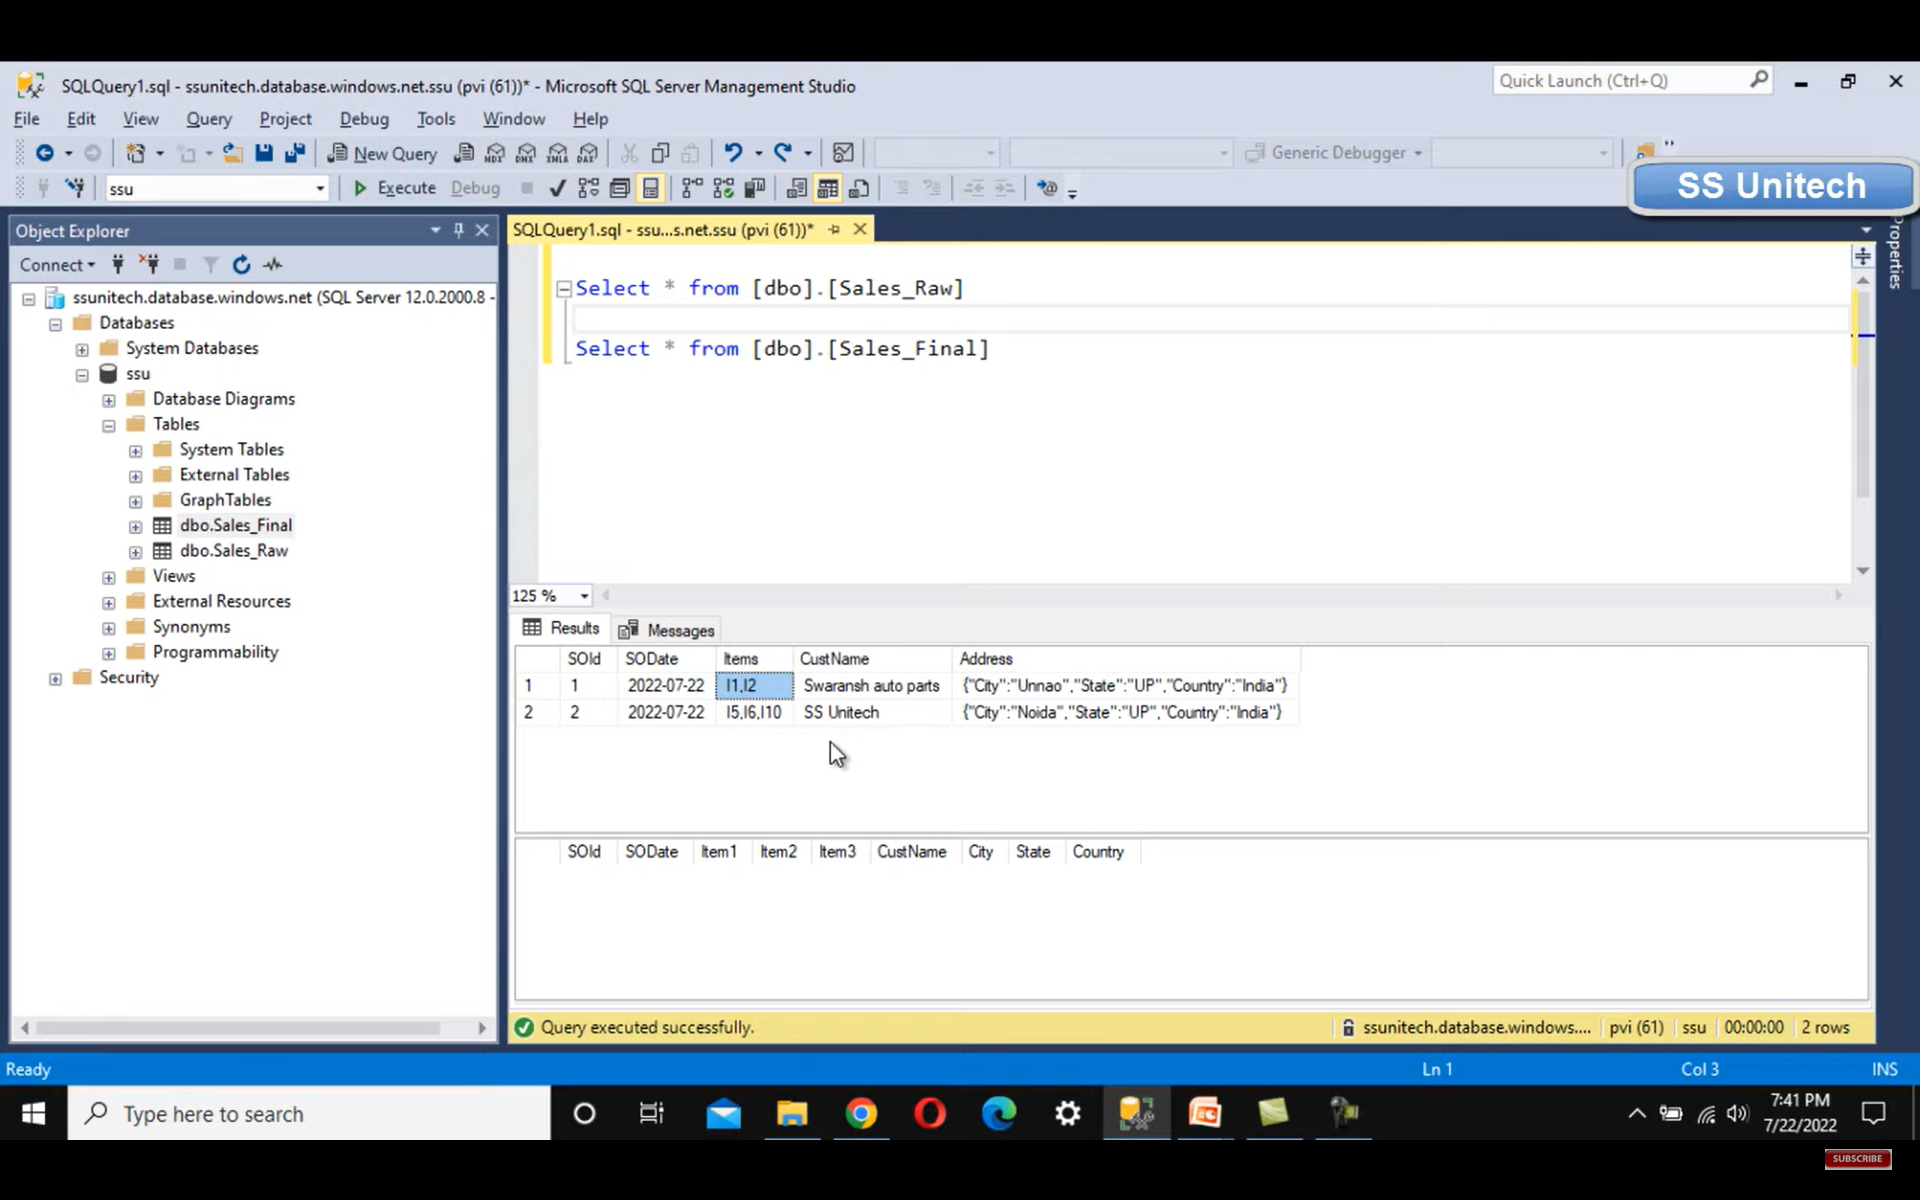 SQLQuery1.sql - ssunitech.database.windows.net.ssu (pvi (61))* - Microsoft SQL Server Management Studio
Quick Launch (Ctrl+Q)
File Edit View Query Project Debug Tools Window Help
New Query
MDX DMX XMLA DAX
Generic Debugger
ssu
Execute Debug
SS Unitech
Object Explorer
SQLQuery1.sql - ssu...s.net.ssu (pvi (61))*
Properties
Connect
ssunitech.database.windows.net (SQL Server 12.0.2000.8 -
Databases
System Databases
ssu
Database Diagrams
Tables
System Tables
External Tables
GraphTables
dbo.Sales_Final
dbo.Sales_Raw
Views
External Resources
Synonyms
Programmability
Security
Select * from [dbo].[Sales_Raw]
Select * from [dbo].[Sales_Final]
125 %
Results Messages
SOId SODate Items CustName Address
1 1 2022-07-22 I1,I2 Swaransh auto parts {"City":"Unnao","State":"UP","Country":"India"}
2 2 2022-07-22 I5,I6,I10 SS Unitech {"City":"Noida","State":"UP","Country":"India"}
SOId SODate Item1 Item2 Item3 CustName City State Country
Query executed successfully. ssunitech.database.windows.... pvi (61) ssu 00:00:00 2 rows
Ready Ln 1 Col 3 INS
Type here to search
7:41 PM
7/22/2022
SUBSCRIBE